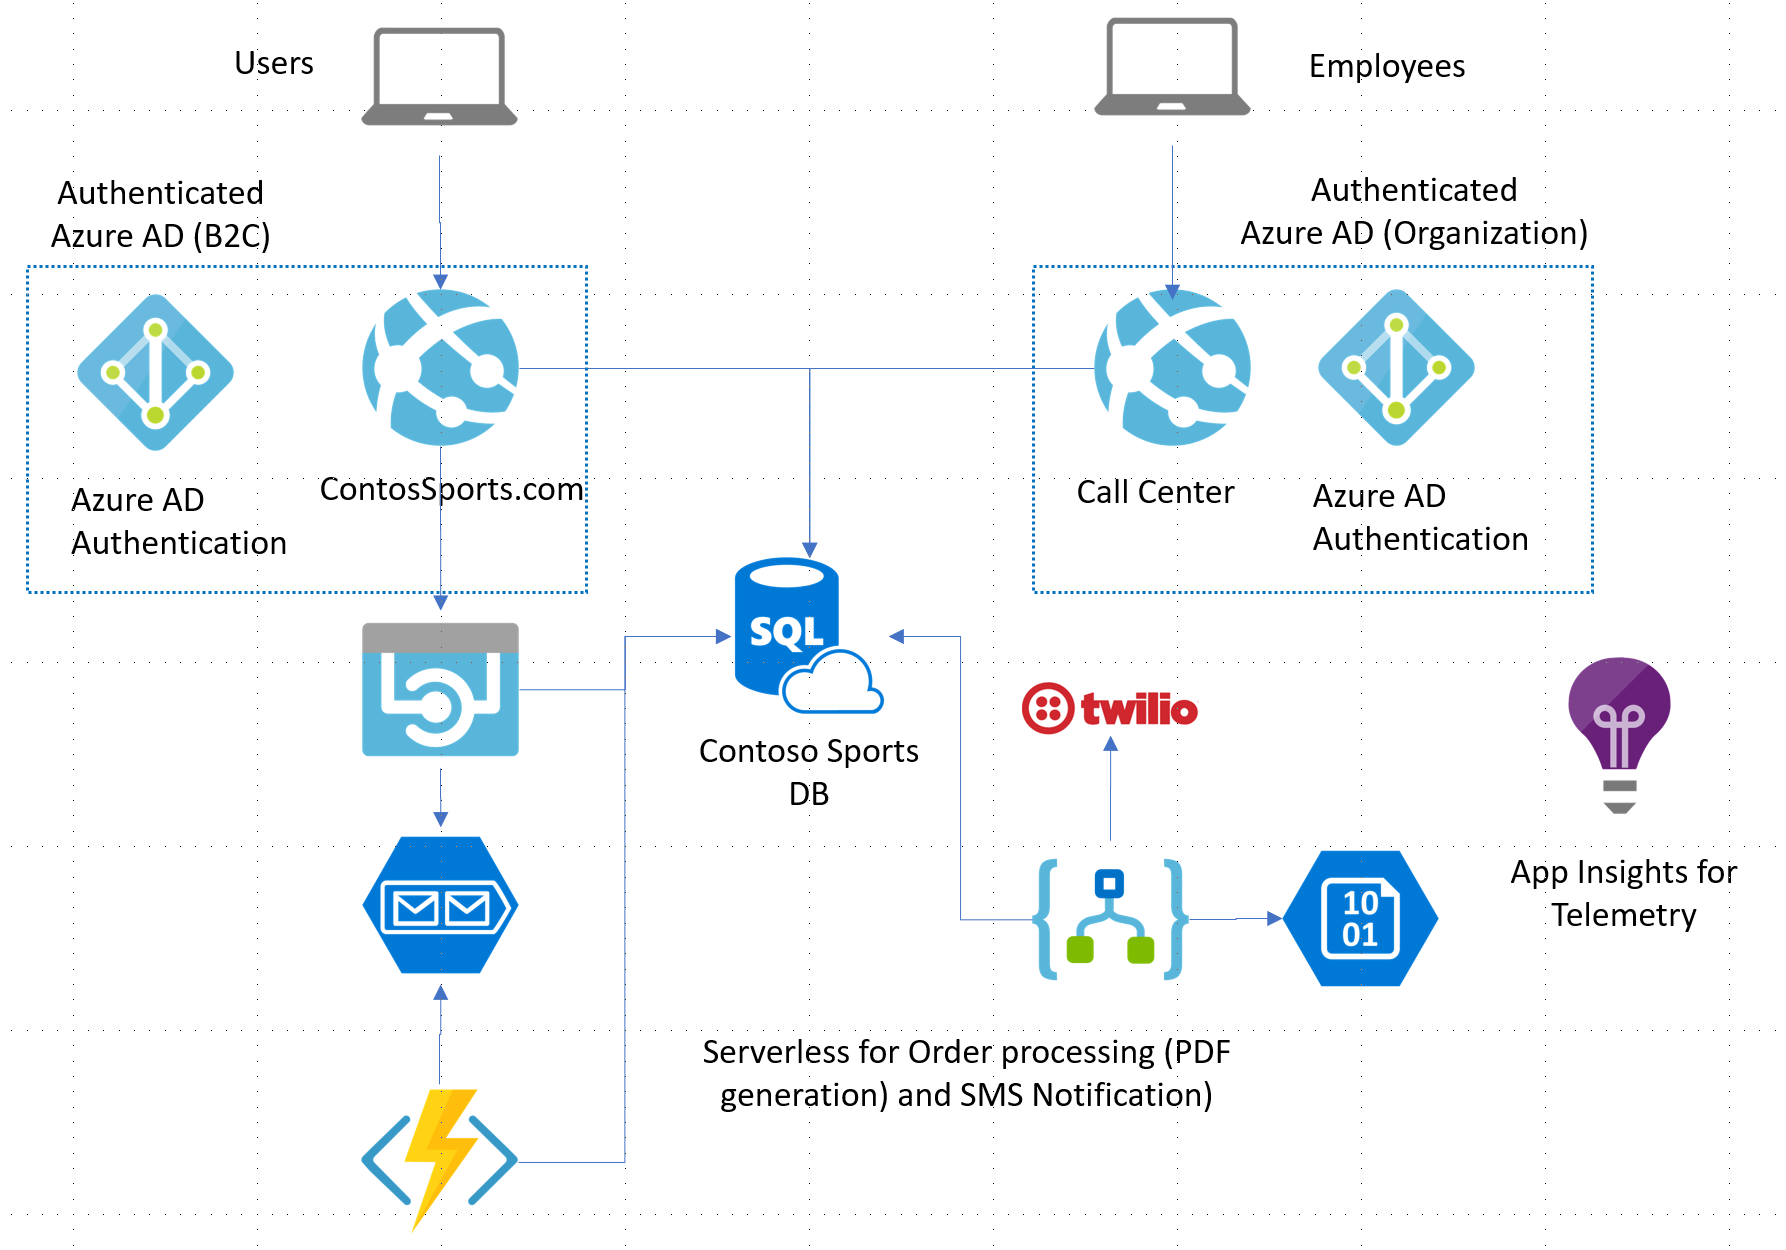 Users
Employees
Authenticated
Azure AD (B2C)
Authenticated
Azure AD (Organization)
Azure AD
Authentication
ContosSports.com
Call Center
Azure AD
Authentication
SQL
Contoso Sports
DB
twilio
10
01
App Insights for
Telemetry
Serverless for Order processing (PDF
generation) and SMS Notification)